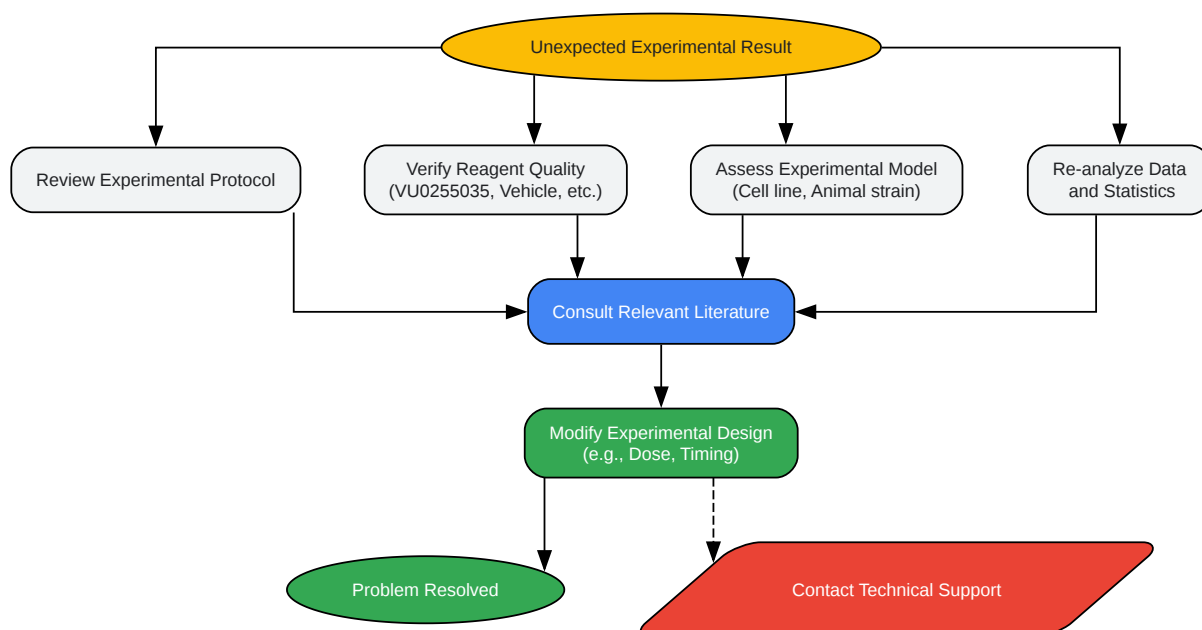 Unexpected Experimental Result
Review Experimental Protocol
Verify Reagent Quality
(VU0255035, Vehicle, etc.)
Assess Experimental Model
(Cell line, Animal strain)
Re-analyze Data
and Statistics
Consult Relevant Literature
Modify Experimental Design
(e.g., Dose, Timing)
Problem Resolved
Contact Technical Support